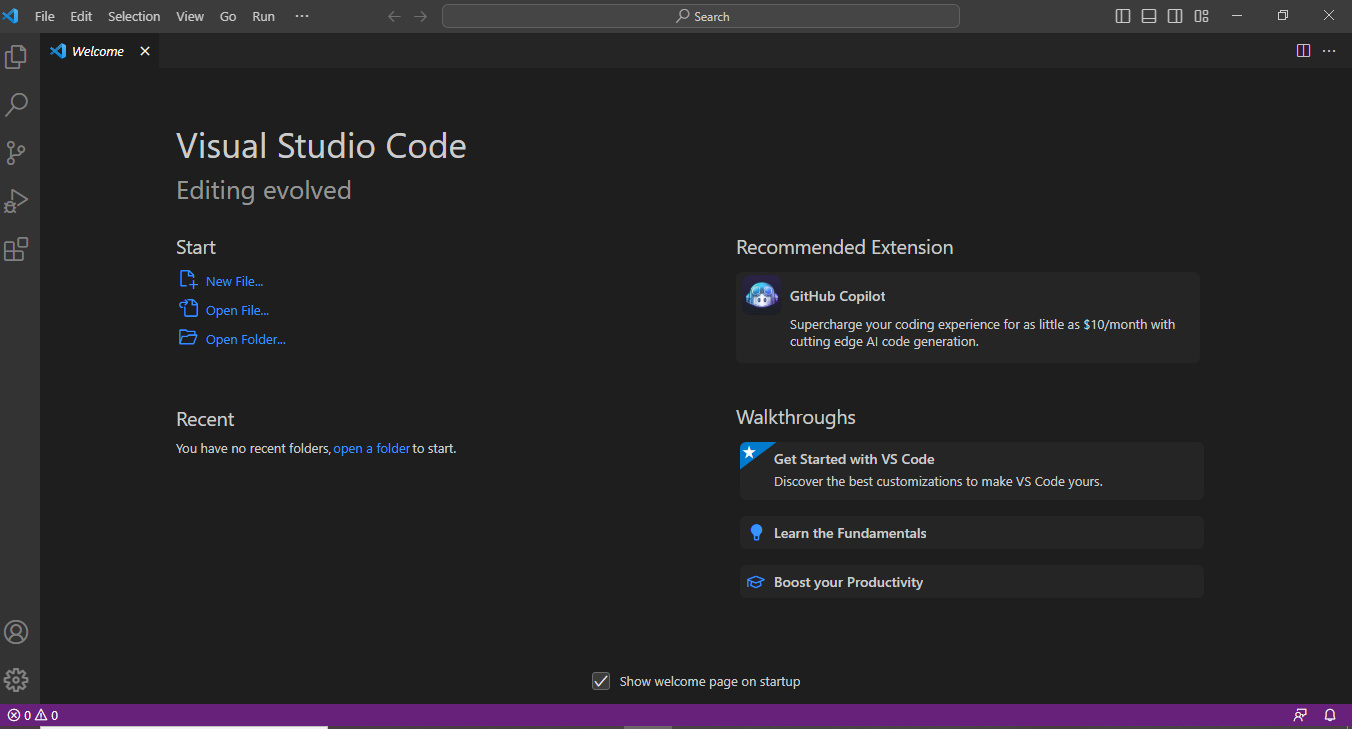 File Edit Selection View Go Run ··· Search
Welcome
Visual Studio Code
Editing evolved
Start
New File...
Open File...
Open Folder...
Recent
You have no recent folders, open a folder to start.
Recommended Extension
GitHub Copilot
Supercharge your coding experience for as little as $10/month with
cutting edge AI code generation.
Walkthroughs
Get Started with VS Code
Discover the best customizations to make VS Code yours.
Learn the Fundamentals
Boost your Productivity
Show welcome page on startup
0 0